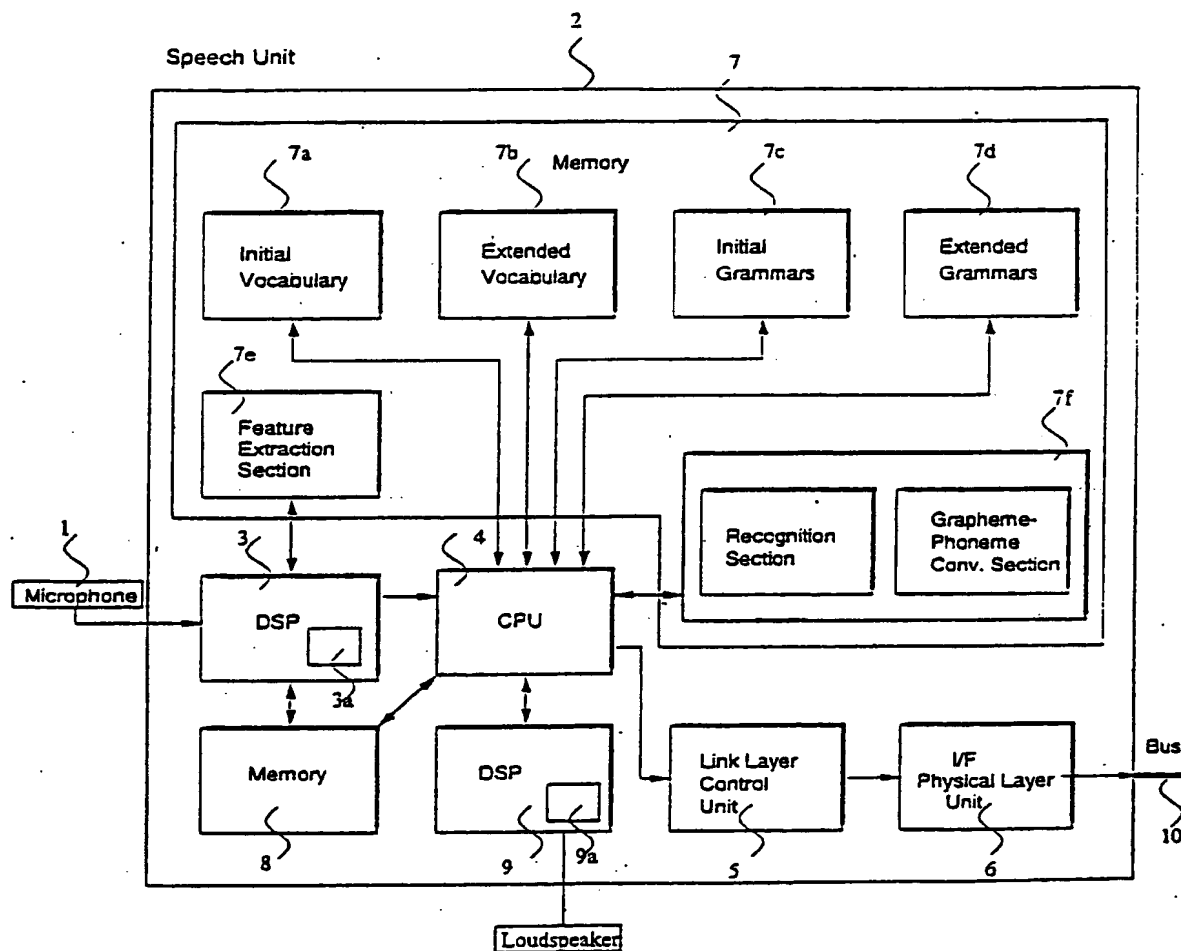 2
Speech Unit
7
7a
7b
Memory
7c
7d
Initial
Vocabulary
Extended
Vocabulary
Initial
Grammars
Extended
Grammars
7e
7f
Feature
Extraction
Section
Recognition
Section
Grapheme-
Phoneme
Conv. Section
1
3
4
Microphone
DSP
CPU
3a
Memory
DSP
Link Layer
Control
Unit
I/F
Physical Layer
Unit
Bus
8
9
9a
5
6
10
Loudspeaker